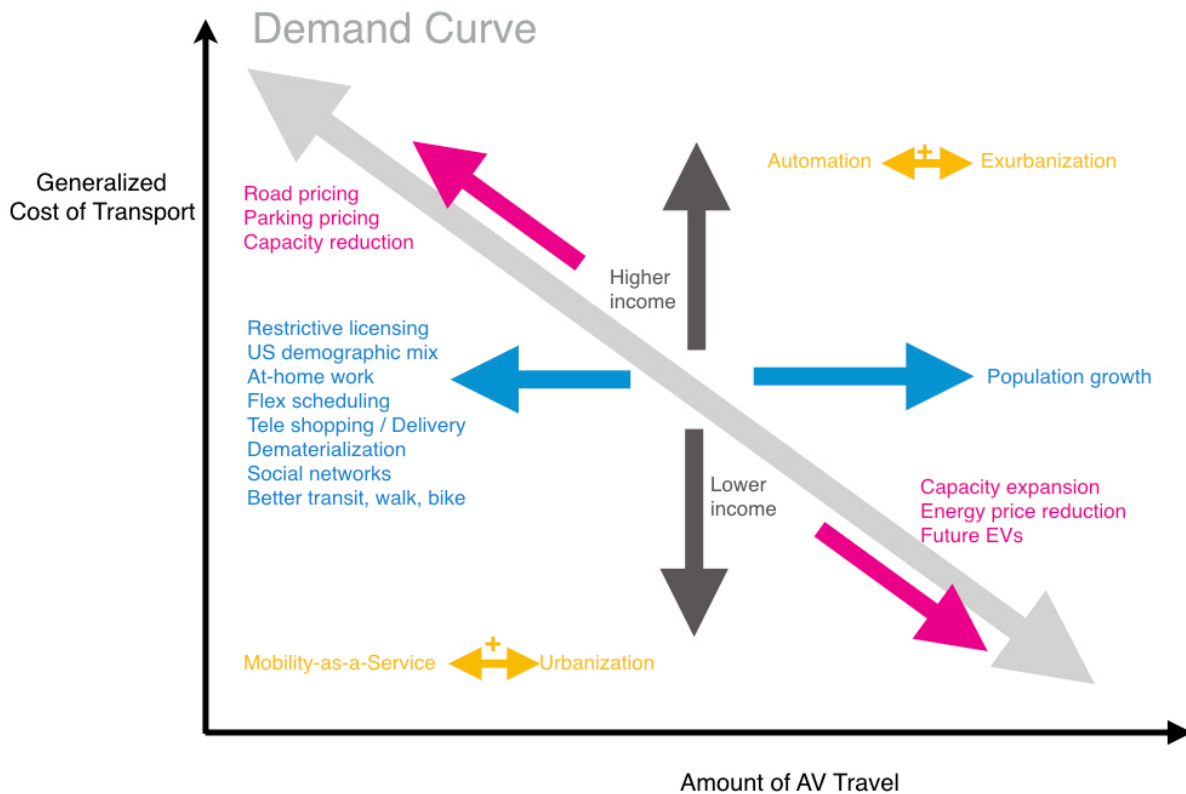 Demand Curve
Generalized
Cost of Transport
Road pricing
Parking pricing
Capacity reduction
Automation
+
Exurbanization
Higher
income
Restrictive licensing
US demographic mix
At-home work
Flex scheduling
Tele shopping / Delivery
Dematerialization
Social networks
Better transit, walk, bike
Population growth
Lower
income
Capacity expansion
Energy price reduction
Future EVs
Mobility-as-a-Service
+
Urbanization
Amount of AV Travel